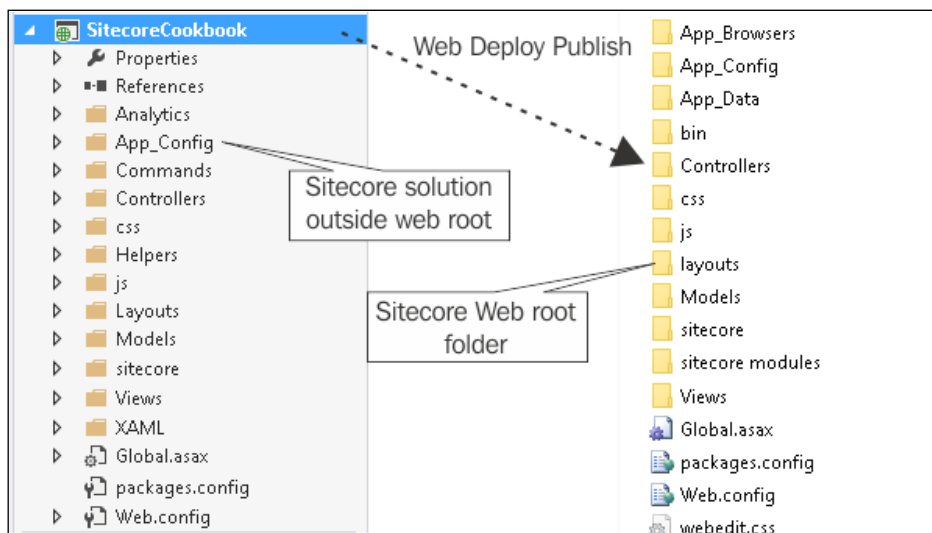 SitecoreCookbook
Properties
References
Analytics
App_Config
Commands
Controllers
css
Helpers
js
Layouts
Models
sitecore
Views
XAML
Global.asax
packages.config
Web.config
Web Deploy Publish
Sitecore solution
outside web root
Sitecore Web root
folder
App_Browsers
App_Config
App_Data
bin
Controllers
css
js
layouts
Models
sitecore
sitecore modules
Views
Global.asax
packages.config
Web.config
webedit.css